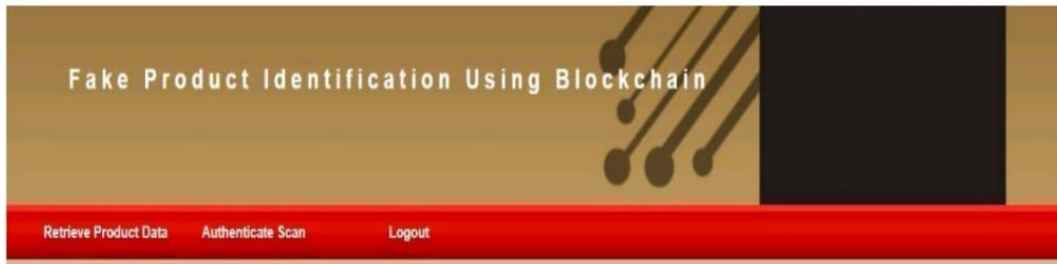 Fake Product Identification Using Blockchain
Retrieve Product Data Authenticate Scan Logout